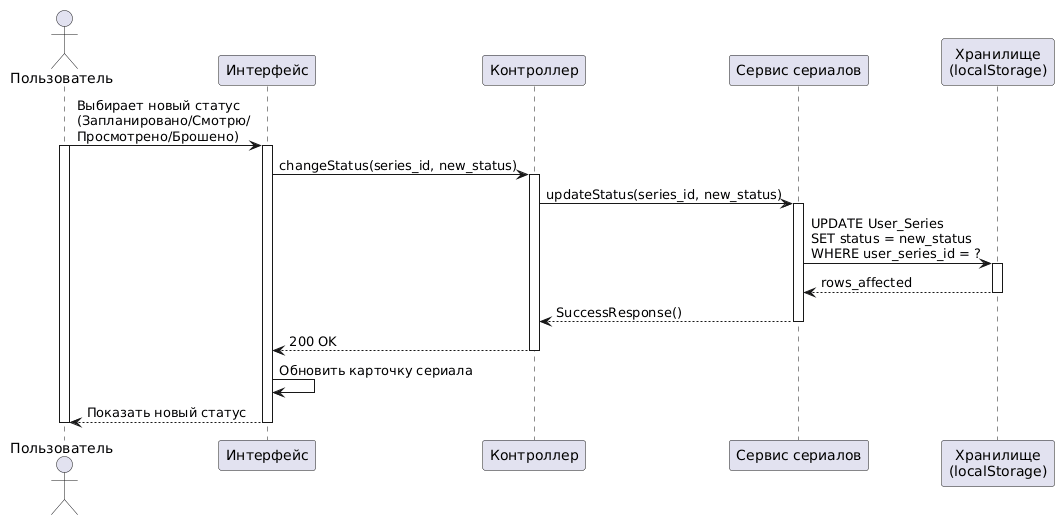 Пользователь
Интерфейс
Контроллер
Сервис сериалов
Хранилище
(localStorage)
Выбирает новый статус
(Запланировано/Смотрю/
Просмотрено/Брошено)
changeStatus(series_id, new_status)
updateStatus(series_id, new_status)
UPDATE User_Series
SET status = new_status
WHERE user_series_id = ?
rows_affected
SuccessResponse()
200 OK
Обновить карточку сериала
Показать новый статус
Пользователь
Интерфейс
Контроллер
Сервис сериалов
Хранилище
(localStorage)